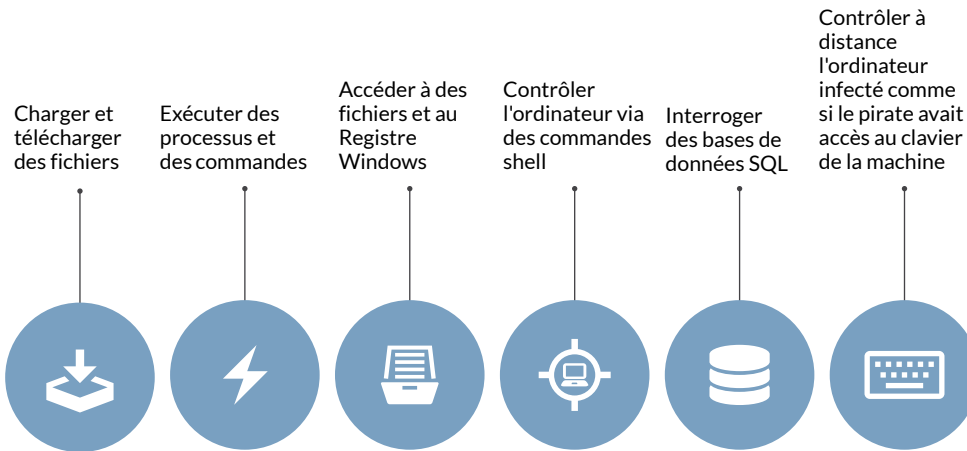 Charger et
télécharger
des fichiers
Exécuter des
processus et
des commandes
Accéder à des
fichiers et au
Registre
Windows
Contrôler
l'ordinateur via
des commandes
shell
Interroger
des bases de
données SQL
Contrôler à
distance
l'ordinateur
infecté comme
si le pirate avait
accès au clavier
de la machine